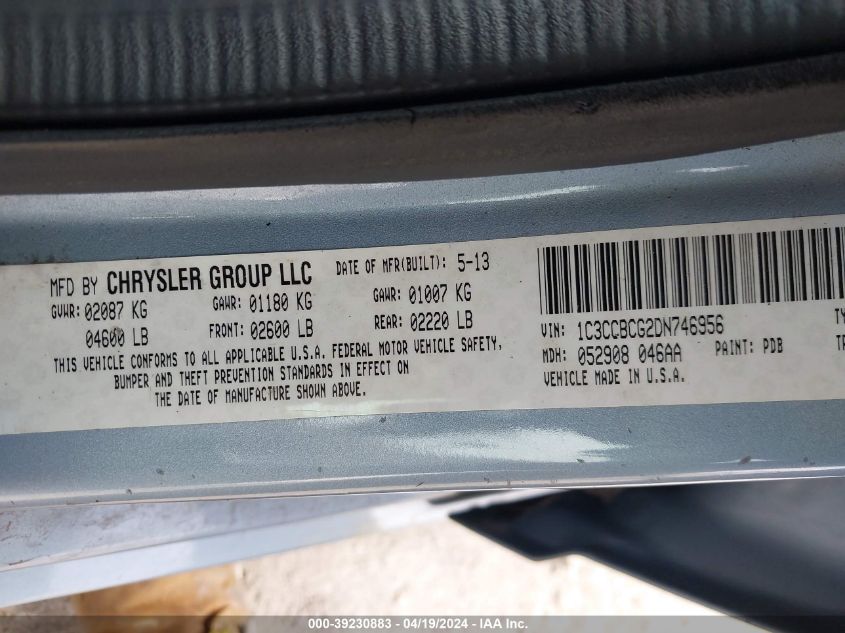 MFD BY CHRYSLER GROUP LLC DATE OF MFR(BUILT): 5-13
GVWR: 02087 KG GAWR: 01180 KG GAWR: 01007 KG
04600 LB FRONT: 02600 LB REAR: 02220 LB
THIS VEHICLE CONFORMS TO ALL APPLICABLE U.S.A. FEDERAL MOTOR VEHICLE SAFETY,
BUMPER AND THEFT PREVENTION STANDARDS IN EFFECT ON
THE DATE OF MANUFACTURE SHOWN ABOVE.
VIN: 1C3CCBCG2DN746956 TY
MDH: 052908 046AA PAINT: PDB TR
VEHICLE MADE IN U.S.A.
000-39230883 - 04/19/2024 - IAA Inc.